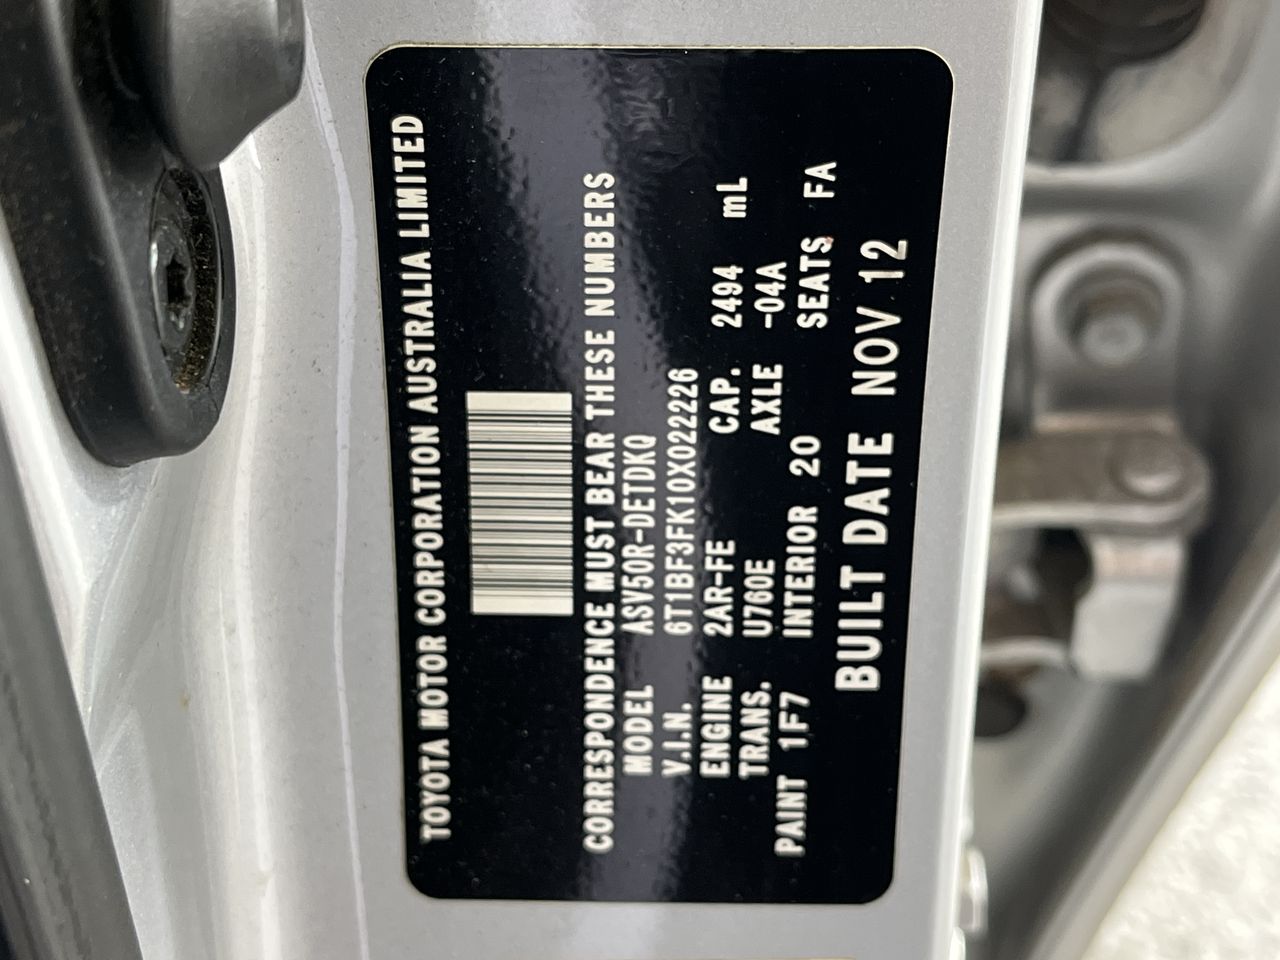 TOYOTA MOTOR CORPORATION AUSTRALIA LIMITED
CORRESPONDENCE MUST BEAR THESE NUMBERS
MODEL ASV50R-DETDKQ
V.I.N. 6T1BF3FK10X022226
ENGINE 2AR-FE CAP. 2494 mL
TRANS. U760E AXLE -04A
PAINT 1F7 INTERIOR 20 SEATS FA
BUILT DATE NOV 12